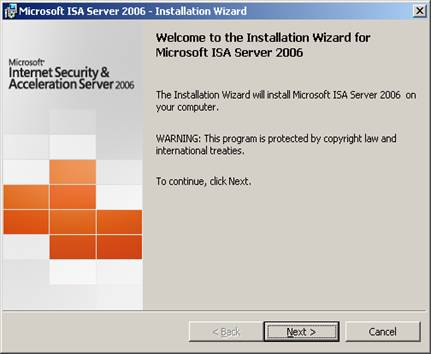 Microsoft ISA Server 2006 - Installation Wizard
Microsoft®
Internet Security &
Acceleration Server 2006
Welcome to the Installation Wizard for
Microsoft ISA Server 2006
The Installation Wizard will install Microsoft ISA Server 2006 on
your computer.
WARNING: This program is protected by copyright law and
international treaties.
To continue, click Next.
< Back
Next >
Cancel